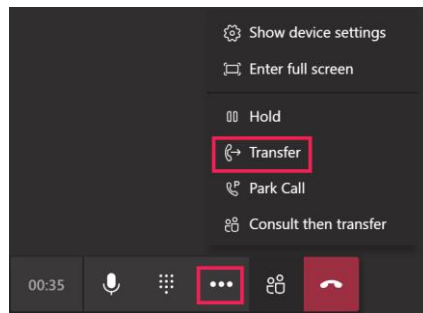 Show device settings
Enter full screen
Hold
Transfer
Park Call
Consult then transfer
00:35